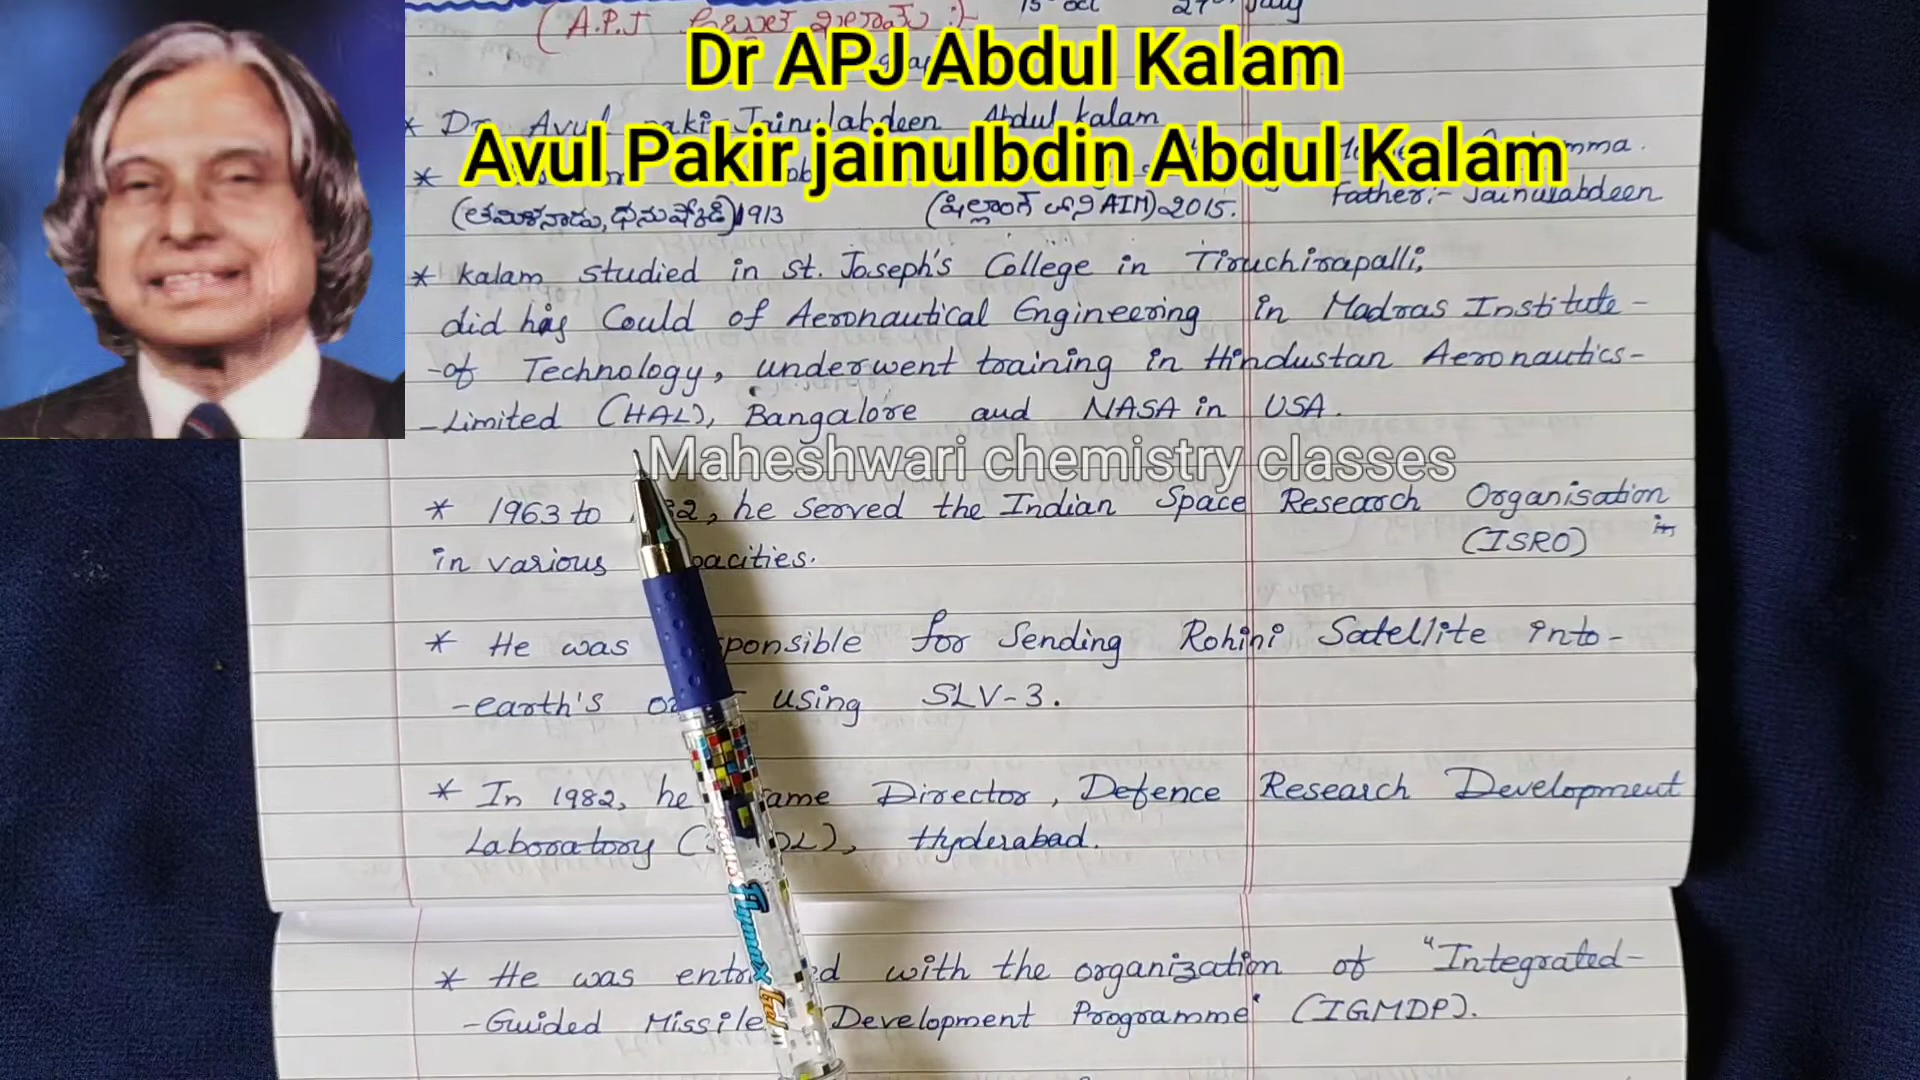 (A.P.J ಅಬ್ದುಲ್ ಕಲಾಂ :-
15 oct 27 July
Dr APJ Abdul Kalam
* Dr. Avul Jainulabdeen Abdul kalam
Avul Pakir jainulbdin Abdul Kalam
*
Father:- Jainulabdeen
(ತಮಿಳನಾಡು, ಧನುಷ್ಕೋಡಿ) 1913 2015.
* Kalam studied in St. Joseph's College in Tiruchirapalli,
did his Could of Aeronautical Engineering in Madras Institute -
-of Technology, underwent training in Hindustan Aeronautics-
-Limited (HAL), Bangalore and NASA in USA.
Maheshwari chemistry classes
* 1963 to he served the Indian Space Research Organisation
(ISRO)
in various
* He was for Sending Rohini Satellite into-
-earth's using SLV-3.
* In 1982, he Director, Defence Research Development
Laboratory Hyderabad.
* He was with the organization of "Integrated-
-Guided Missile Development Programme" (IGMDP).